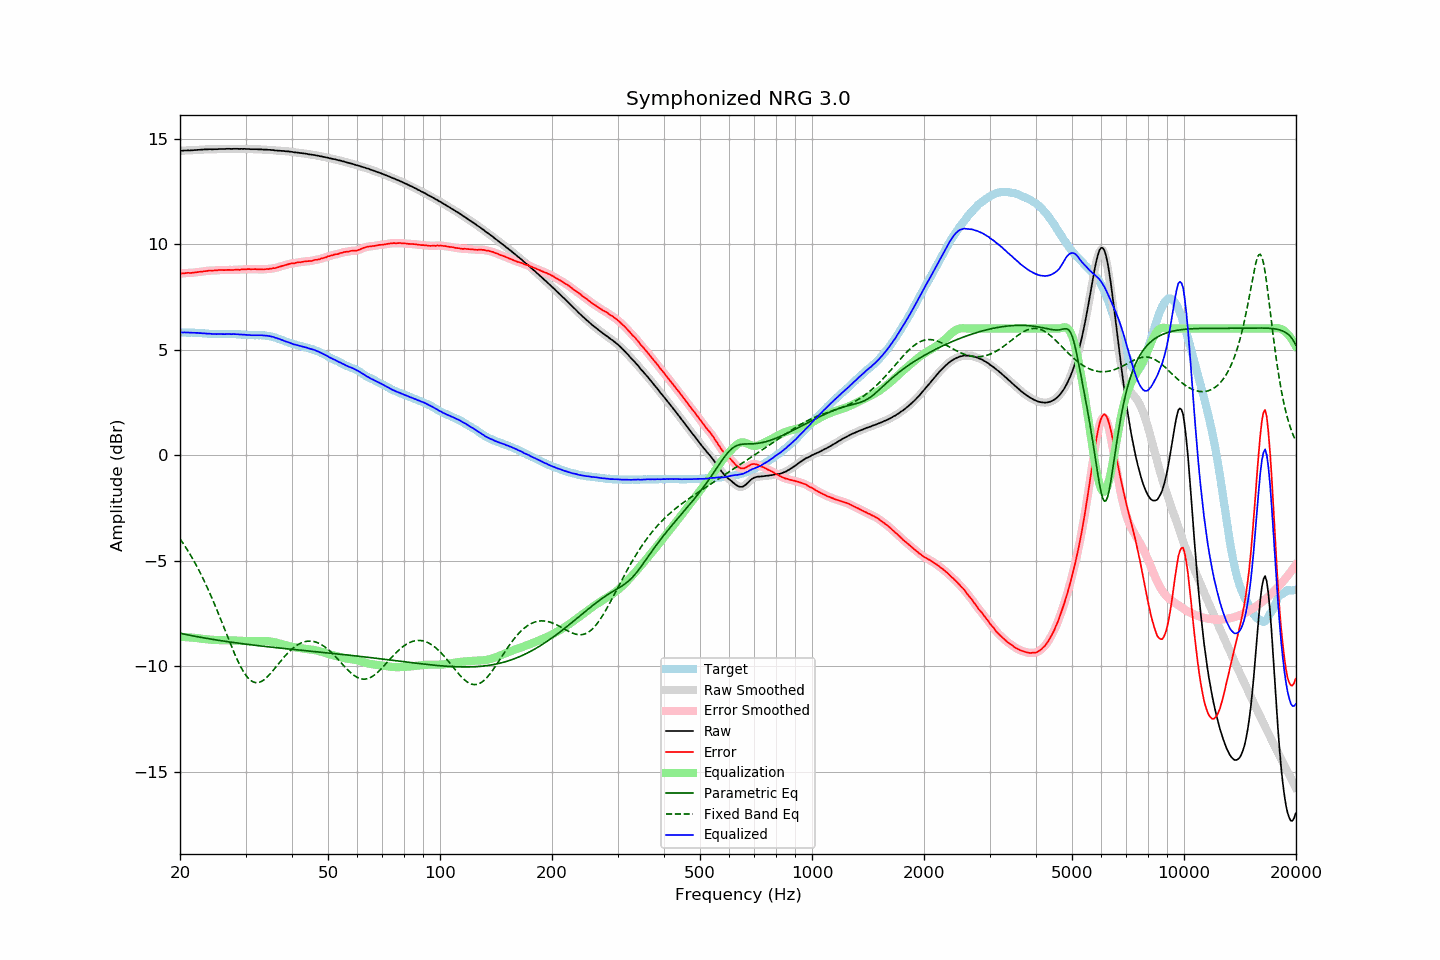 Symphonized NRG 3.0
15
10
5
0
−5
−10
−15
Amplitude (dBr)
20
50
100
200
500
1000
2000
5000
10000
20000
Frequency (Hz)
Target
Raw Smoothed
Error Smoothed
Raw
Error
Equalization
Parametric Eq
Fixed Band Eq
Equalized